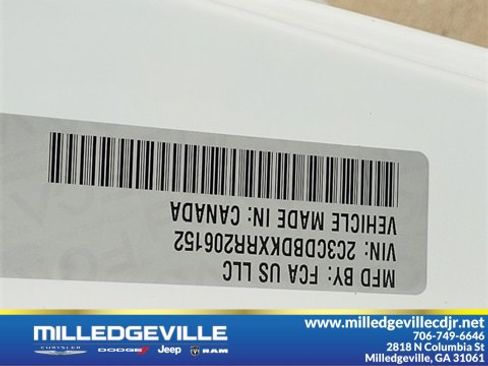 MFD BY: FCA US LLC
VIN: 2C3CDBDKXRR206152
VEHICLE MADE IN: CANADA
MILLEDGEVILLE
CHRYSLER DODGE Jeep RAM
www.milledgevillecdjr.net
706-749-6646
2818 N Columbia St
Milledgeville, GA 31061